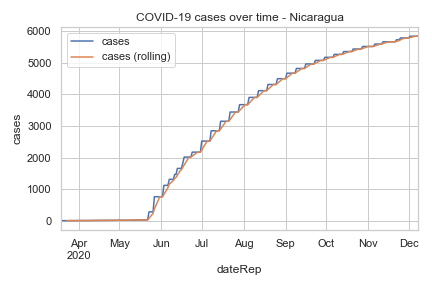 COVID-19 cases over time - Nicaragua
cases
cases (rolling)
6000
5000
4000
3000
2000
1000
0
cases
Apr
2020
May
Jun
Jul
Aug
Sep
Oct
Nov
Dec
dateRep